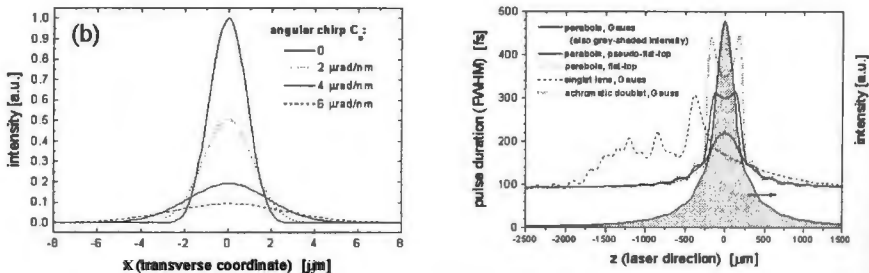 (b)
intensity [a.u.]
1.0
0.9
0.8
0.7
0.6
0.5
0.4
0.3
0.2
0.1
0.0
angular chirp Ca:
0
2 µrad/nm
4 µrad/nm
6 µrad/nm
-8 -6 -4 -2 0 2 4 6 8
x (transverse coordinate) [µm]
pulse duration (FWHM) [fs]
500
400
300
200
100
0
parabola, Gauss
(also grey-shaded intensity)
parabola, pseudo-flat-top
parabola, flat-top
singlet lens, Gauss
achromatic doublet, Gauss
intensity [a.u.]
-2500 -2000 -1500 -1000 -500 0 500 1000 1500
z (laser direction) [µm]